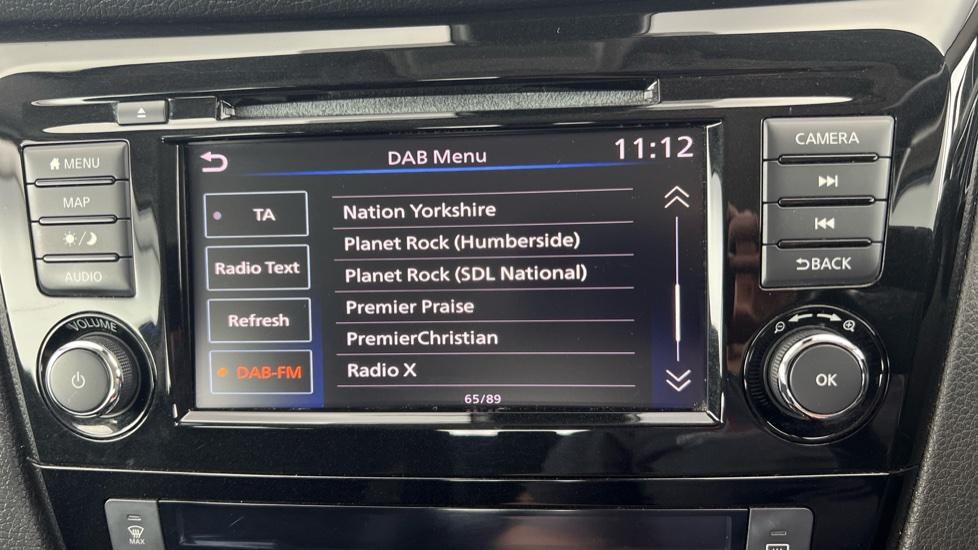 DAB Menu
11:12
TA
Radio Text
Refresh
DAB-FM
Nation Yorkshire
Planet Rock (Humberside)
Planet Rock (SDL National)
Premier Praise
PremierChristian
Radio X
65/89
MENU
MAP
/
AUDIO
VOLUME
CAMERA
BACK
OK
MAX